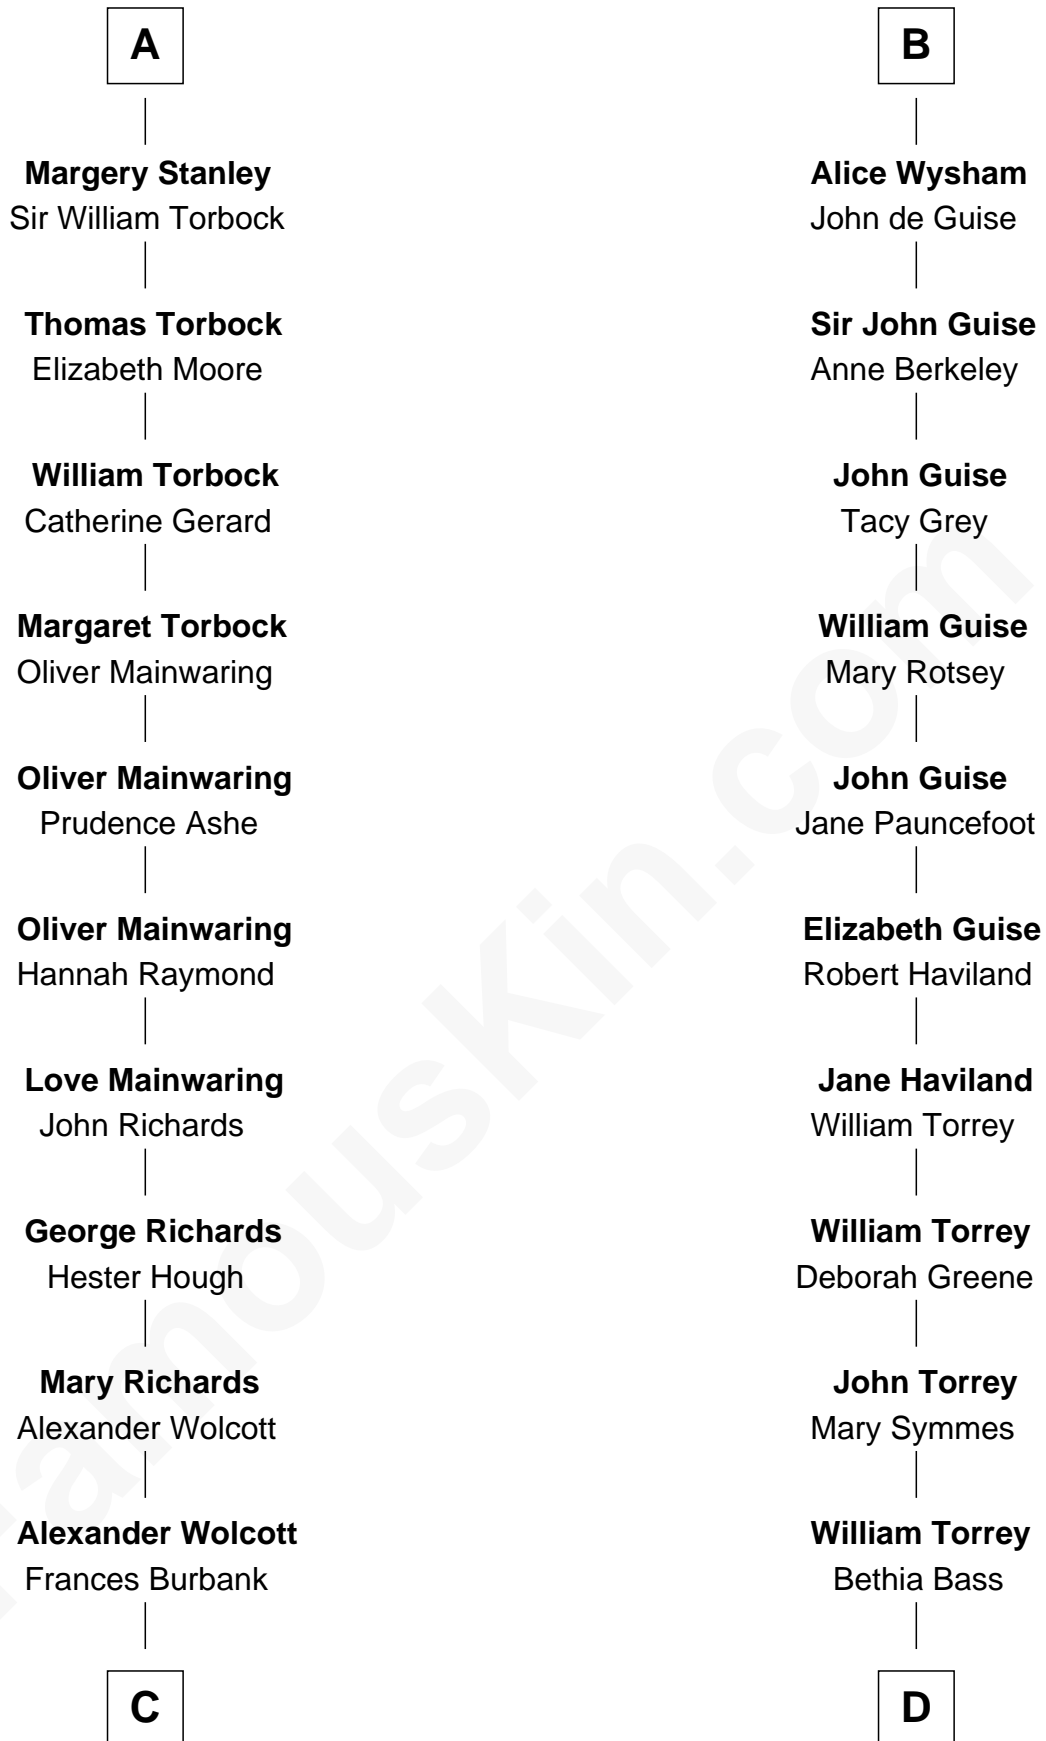 A
Margery Stanley
Sir William Torbock
Thomas Torbock
Elizabeth Moore
William Torbock
Catherine Gerard
Margaret Torbock
Oliver Mainwaring
Oliver Mainwaring
Prudence Ashe
Oliver Mainwaring
Hannah Raymond
Love Mainwaring
John Richards
George Richards
Hester Hough
Mary Richards
Alexander Wolcott
Alexander Wolcott
Frances Burbank
C
B
Alice Wysham
John de Guise
Sir John Guise
Anne Berkeley
John Guise
Tacy Grey
William Guise
Mary Rotsey
John Guise
Jane Pauncefoot
Elizabeth Guise
Robert Haviland
Jane Haviland
William Torrey
William Torrey
Deborah Greene
John Torrey
Mary Symmes
William Torrey
Bethia Bass
D
FamousKin.com